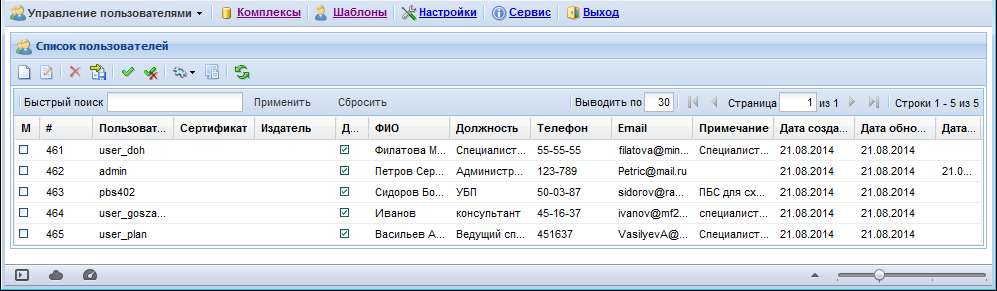 Управление пользователями Комплексы Шаблоны Настройки Сервис Выход
Список пользователей
Быстрый поиск Применить Сбросить Выводить по 30 Страница 1 из 1 Строки 1 - 5 из 5
М # Пользоват... Сертификат Издатель Д... ФИО Должность Телефон Email Примечание Дата созда... Дата обно... Дата...
461 user_doh Филатова М... Специалист... 55-55-55 filatova@min... Специалист... 21.08.2014 21.08.2014
462 admin Петров Сер... Администр... 123-789 Petric@mail.ru 21.08.2014 21.08.2014 21.0...
463 pbs402 Сидоров Бо... УБП 50-03-87 sidorov@ra... ПБС для сх... 21.08.2014 21.08.2014
464 user_gosza... Иванов консультант 45-16-37 ivanov@mf2... специалист... 21.08.2014 21.08.2014
465 user_plan Васильев А... Ведущий сп... 451637 VasilyevA@... Примечание... 21.08.2014 21.08.2014